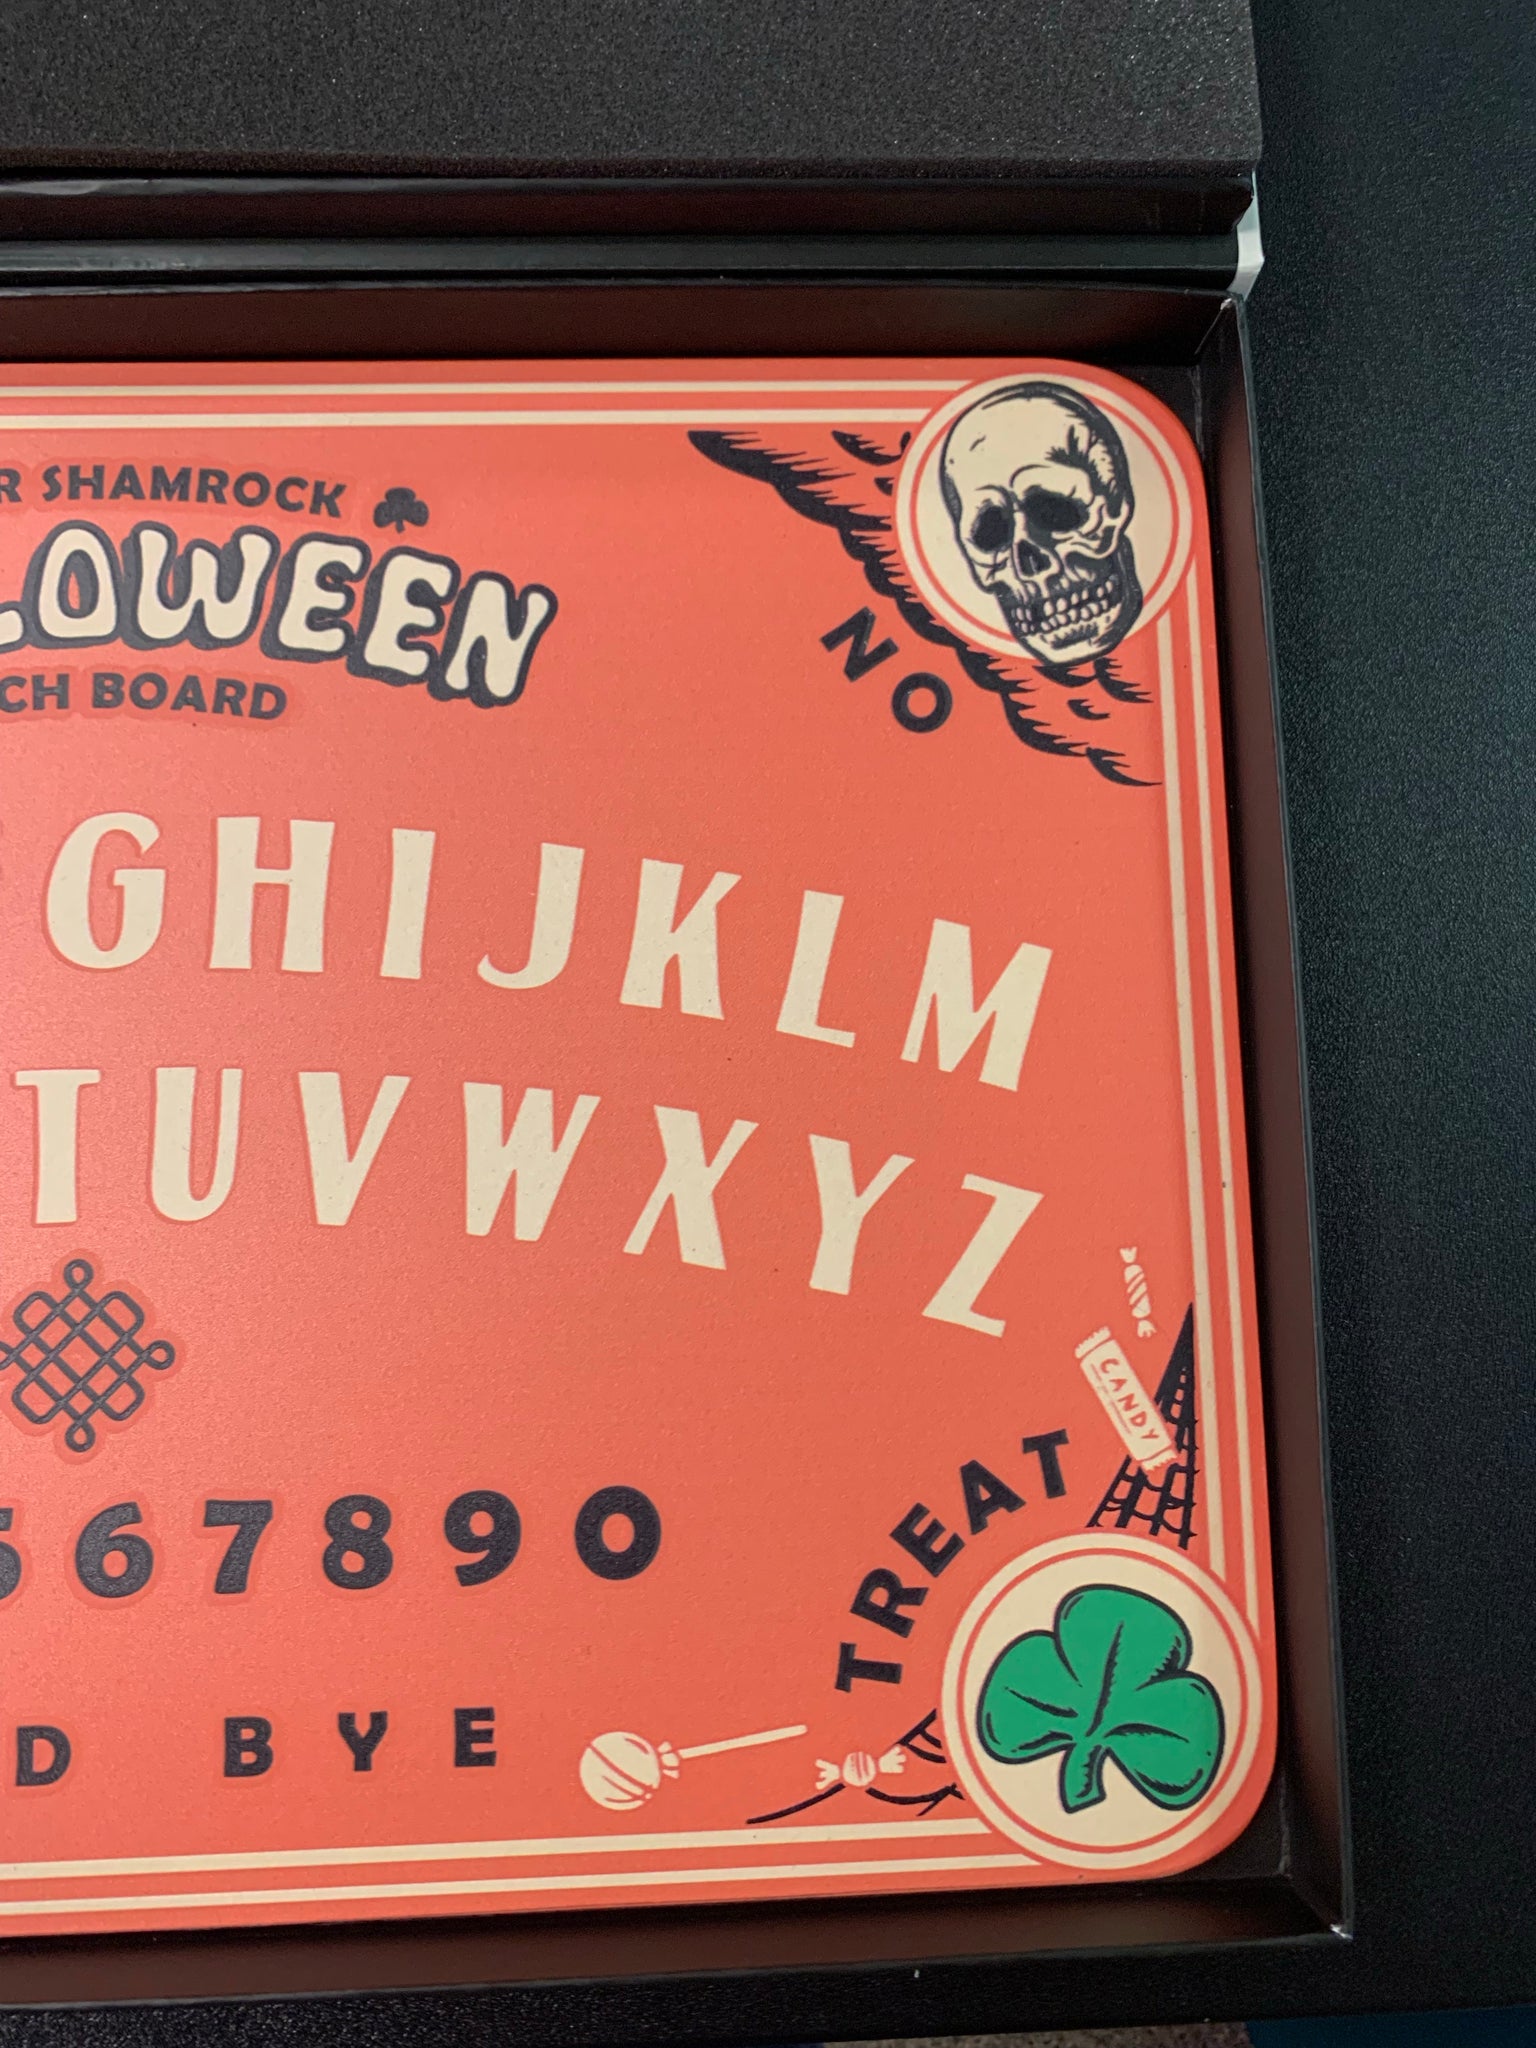 R SHAMROCK
LOWEEN
CH BOARD
NO
GHIJKLM
TUVWXYZ
CANDY
TREAT
567890
D BYE